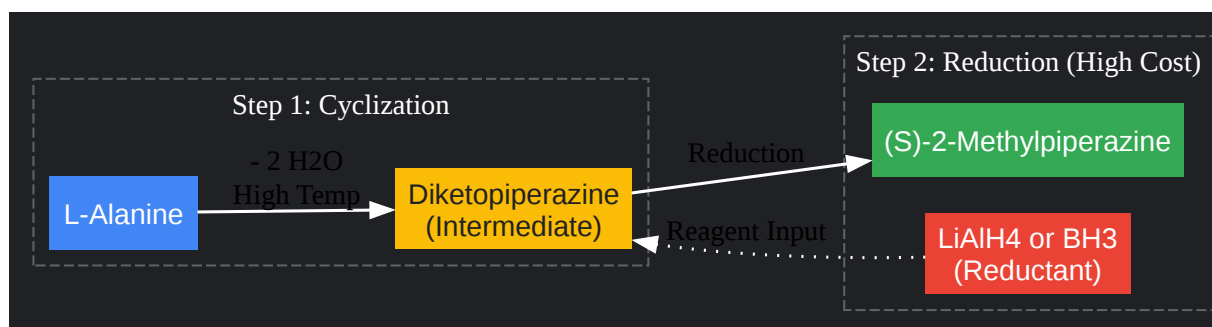 Step 1: Cyclization
L-Alanine
- 2 H2O
High Temp
Diketopiperazine
(Intermediate)
Reduction
Reagent Input
Step 2: Reduction (High Cost)
(S)-2-Methylpiperazine
LiAlH4 or BH3
(Reductant)